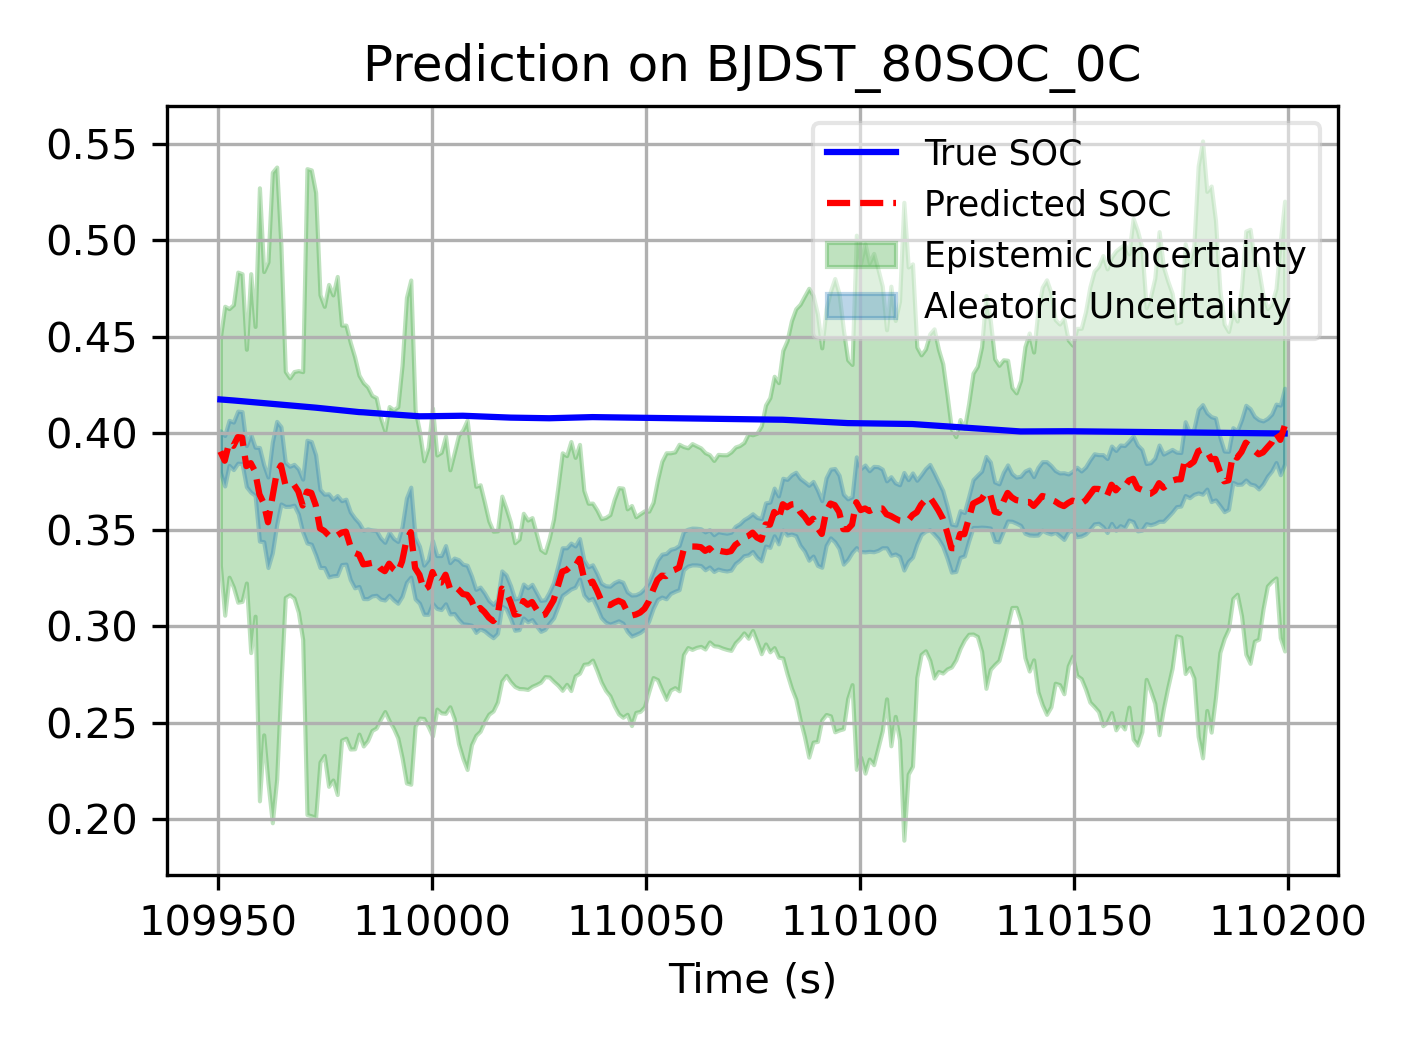 Prediction on BJDST_80SOC_0C
True SOC
Predicted SOC
Epistemic Uncertainty
Aleatoric Uncertainty
0.55
0.50
0.45
0.40
0.35
0.30
0.25
0.20
109950 110000 110050 110100 110150 110200
Time (s)